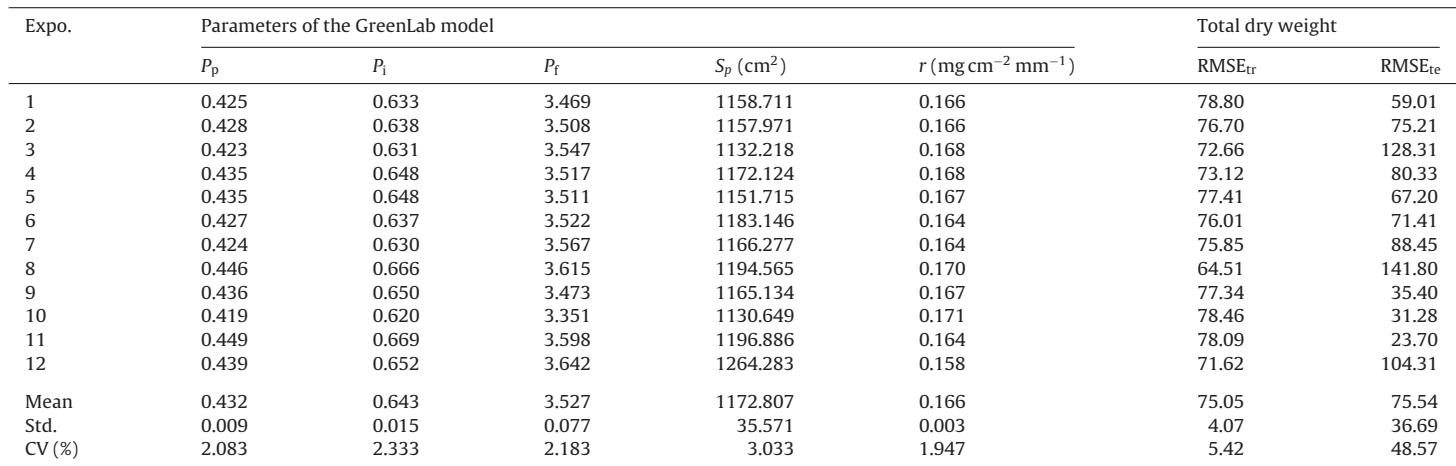 Expo. Parameters of the GreenLab model Total dry weight
Pp Pi Pf Sp (cm²) r (mg cm⁻² mm⁻¹) RMSEtr RMSEte
1 0.425 0.633 3.469 1158.711 0.166 78.80 59.01
2 0.428 0.638 3.508 1157.971 0.166 76.70 75.21
3 0.423 0.631 3.547 1132.218 0.168 72.66 128.31
4 0.435 0.648 3.517 1172.124 0.168 73.12 80.33
5 0.435 0.648 3.511 1151.715 0.167 77.41 67.20
6 0.427 0.637 3.522 1183.146 0.164 76.01 71.41
7 0.424 0.630 3.567 1166.277 0.164 75.85 88.45
8 0.446 0.666 3.615 1194.565 0.170 64.51 141.80
9 0.436 0.650 3.473 1165.134 0.167 77.34 35.40
10 0.419 0.620 3.351 1130.649 0.171 78.46 31.28
11 0.449 0.669 3.598 1196.886 0.164 78.09 23.70
12 0.439 0.652 3.642 1264.283 0.158 71.62 104.31
Mean 0.432 0.643 3.527 1172.807 0.166 75.05 75.54
Std. 0.009 0.015 0.077 35.571 0.003 4.07 36.69
CV (%) 2.083 2.333 2.183 3.033 1.947 5.42 48.57